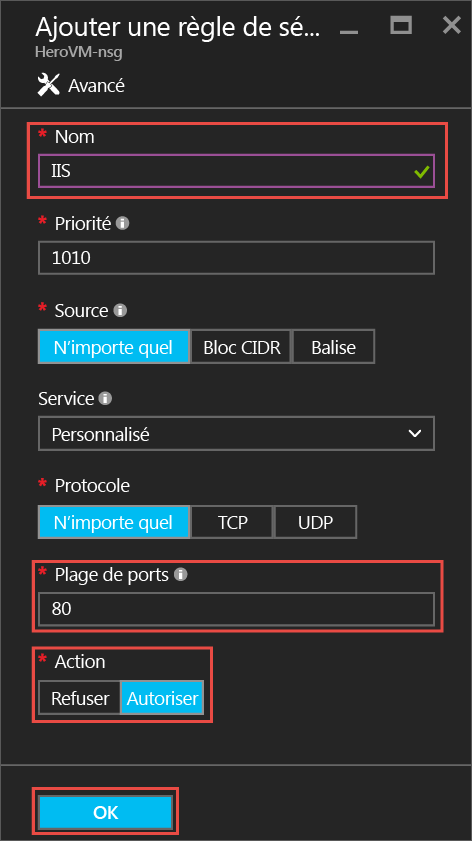 Ajouter une règle de sé...
HeroVM-nsg
Avancé
* Nom
IIS
* Priorité
1010
* Source
N'importe quel Bloc CIDR Balise
Service
Personnalisé
* Protocole
N'importe quel TCP UDP
* Plage de ports
80
* Action
Refuser Autoriser
OK